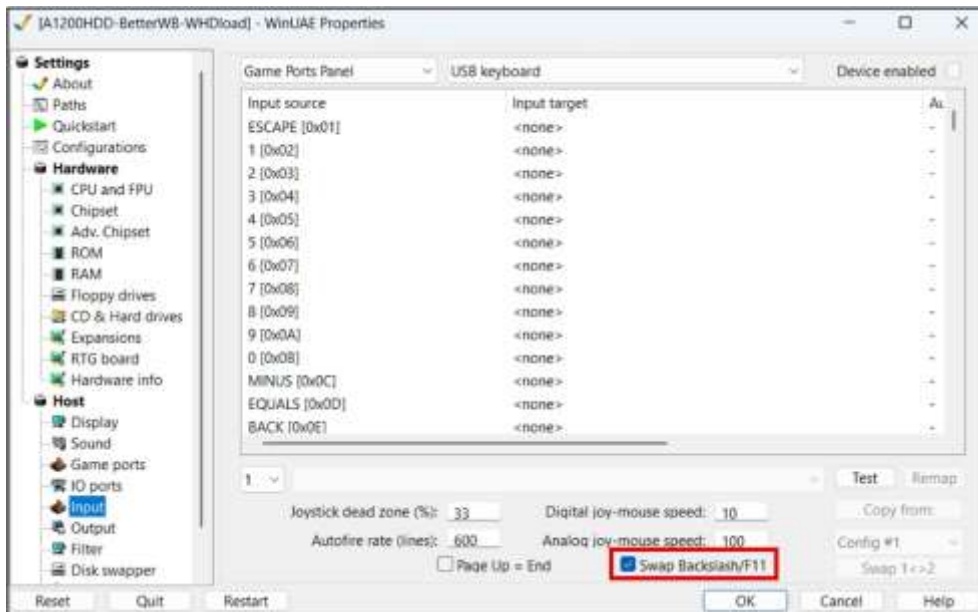 [A1200HDD-BetterWB-WHDload] - WinUAE Properties
Settings
About
Paths
Quickstart
Configurations
Hardware
CPU and FPU
Chipset
Adv. Chipset
ROM
RAM
Floppy drives
CD & Hard drives
Expansions
RTG board
Hardware info
Host
Display
Sound
Game ports
IO ports
Input
Output
Filter
Disk swapper
Game Ports Panel USB keyboard Device enabled
Input source Input target Au
ESCAPE [0x01] <none> -
1 [0x02] <none> -
2 [0x03] <none> -
3 [0x04] <none> -
4 [0x05] <none> -
5 [0x06] <none> -
6 [0x07] <none> -
7 [0x08] <none> -
8 [0x09] <none> -
9 [0x0A] <none> -
0 [0x0B] <none> -
MINUS [0x0C] <none> -
EQUALS [0x0D] <none> -
BACK [0x0E] <none> -
1 Test Remap
Joystick dead zone (%): 33 Digital joy-mouse speed: 10 Copy from:
Autofire rate (lines): 600 Analog joy-mouse speed: 100 Config #1
Page Up = End Swap Backslash/F11 Swap 1<>2
Reset Quit Restart OK Cancel Help